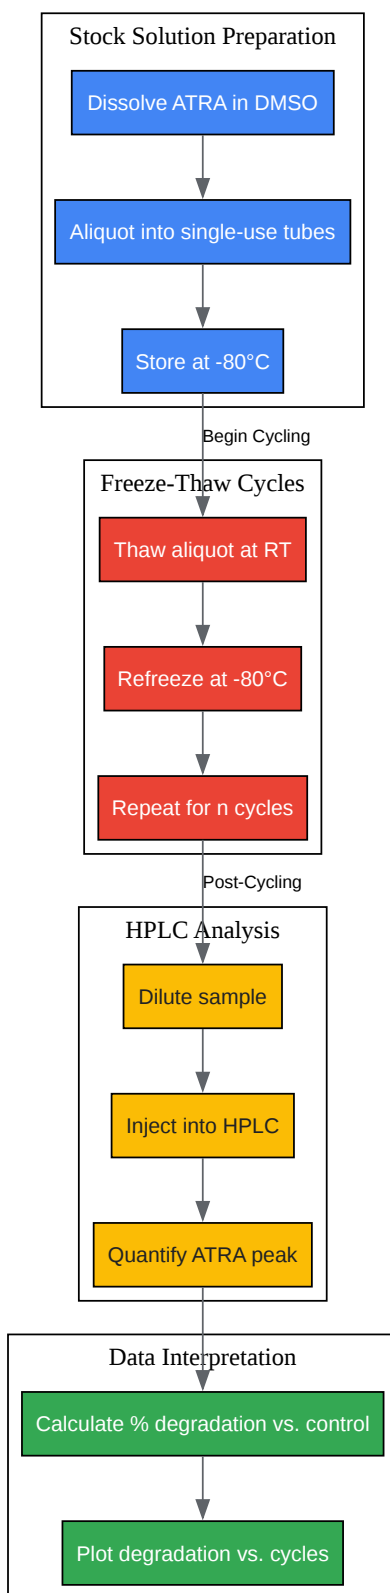 Stock Solution Preparation
Dissolve ATRA in DMSO
Aliquot into single-use tubes
Store at -80°C
Begin Cycling
Freeze-Thaw Cycles
Thaw aliquot at RT
Refreeze at -80°C
Repeat for n cycles
Post-Cycling
HPLC Analysis
Dilute sample
Inject into HPLC
Quantify ATRA peak
Data Interpretation
Calculate % degradation vs. control
Plot degradation vs. cycles